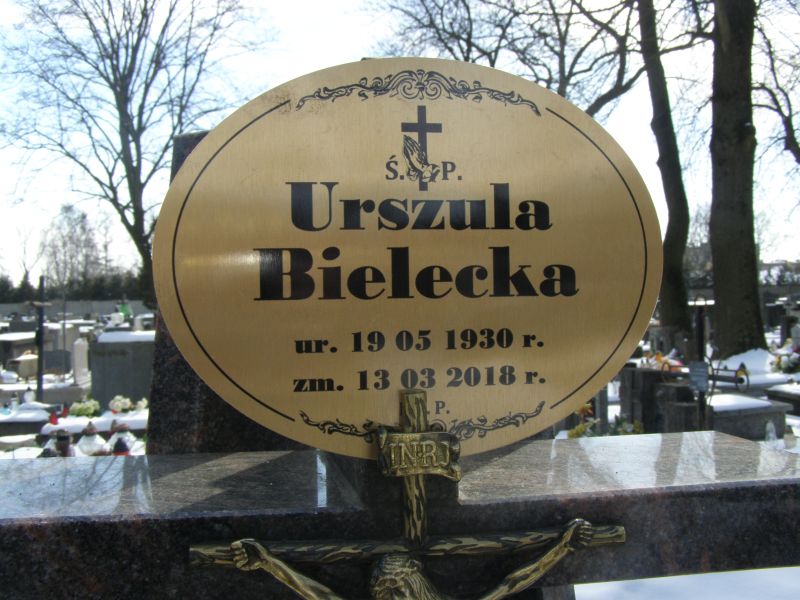 Ś. P.
Urszula
Bielecka
ur. 19 05 1930 r.
zm. 13 03 2018 r.
P.
INRI